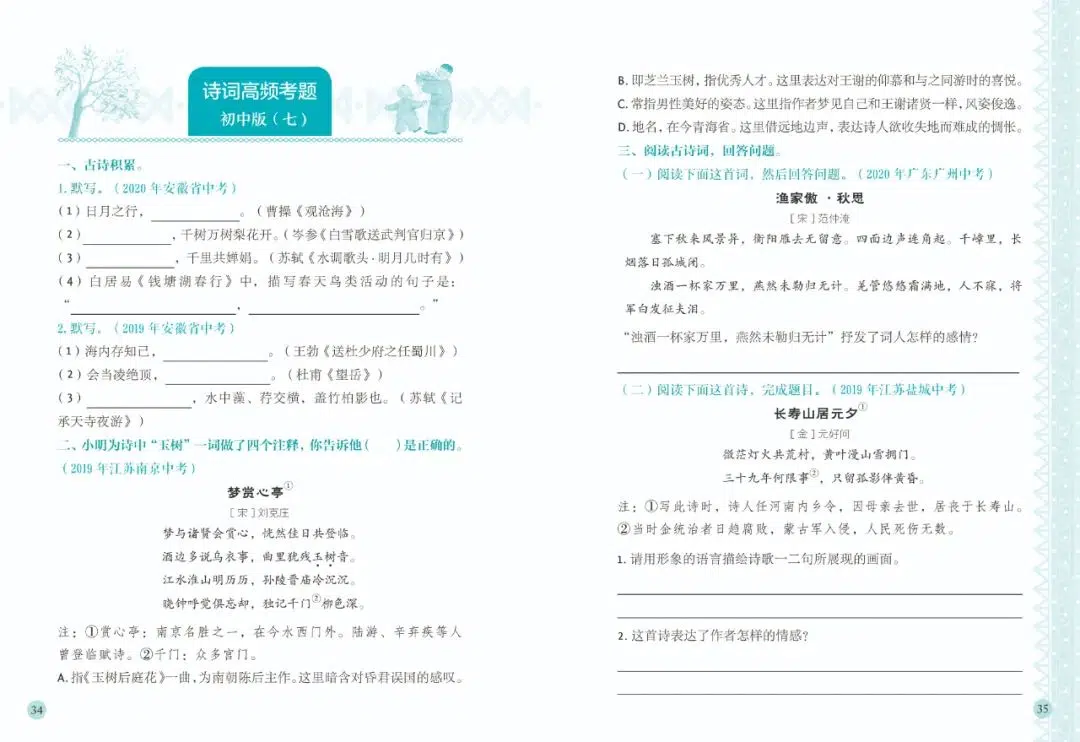 诗词高频考题
初中版（七）
一、古诗积累。
1. 默写。（2020 年安徽省中考）
（1）日月之行，____________。（曹操《观沧海》）
（2）____________，千树万树梨花开。（岑参《白雪歌送武判官归京》）
（3）____________，千里共婵娟。（苏轼《水调歌头·明月几时有》）
（4）白居易《钱塘湖春行》中，描写春天鸟类活动的句子是：
“______________________，______________________。”
2. 默写。（2019 年安徽省中考）
（1）海内存知己，______________。（王勃《送杜少府之任蜀川》）
（2）会当凌绝顶，______________。（杜甫《望岳》）
（3）______________，水中藻、荇交横，盖竹柏影也。（苏轼《记
承天寺夜游》）
二、小明为诗中“玉树”一词做了四个注释，你告诉他（　　）是正确的。
（2019 年江苏南京中考）
梦赏心亭①
［宋］刘克庄
梦与诸贤会赏心，恍然佳日共登临。
酒边多说乌衣事，曲里犹残玉树音。
江水淮山明历历，孙陵晋庙冷沉沉。
晓钟呼觉俱忘却，独记千门②柳色深。
注：①赏心亭：南京名胜之一，在今水西门外。陆游、辛弃疾等人
曾登临赋诗。②千门：众多宫门。
A. 指《玉树后庭花》一曲，为南朝陈后主作。这里暗含对昏君误国的感叹。
34
B. 即芝兰玉树，指优秀人才。这里表达对王谢的仰慕和与之同游时的喜悦。
C. 常指男性美好的姿态。这里指作者梦见自己和王谢诸贤一样，风姿俊逸。
D. 地名，在今青海省。这里借远地边声，表达诗人欲收失地而难成的惆怅。
三、阅读古诗词，回答问题。
（一）阅读下面这首词，然后回答问题。（2020 年广东广州中考）
渔家傲·秋思
［宋］范仲淹
塞下秋来风景异，衡阳雁去无留意。四面边声连角起。千嶂里，长
烟落日孤城闭。
浊酒一杯家万里，燕然未勒归无计。羌管悠悠霜满地，人不寐，将
军白发征夫泪。
“浊酒一杯家万里，燕然未勒归无计”抒发了词人怎样的感情？
（二）阅读下面这首诗，完成题目。（2019 年江苏盐城中考）
长寿山居元夕①
［金］元好问
微茫灯火共荒村，黄叶漫山雪拥门。
三十九年何限事②，只留孤影伴黄昏。
注：①写此诗时，诗人任河南内乡令，因母亲去世，居丧于长寿山。
②当时金统治者日趋腐败，蒙古军入侵，人民死伤无数。
1. 请用形象的语言描绘诗歌一二句所展现的画面。
2. 这首诗表达了作者怎样的情感？
35